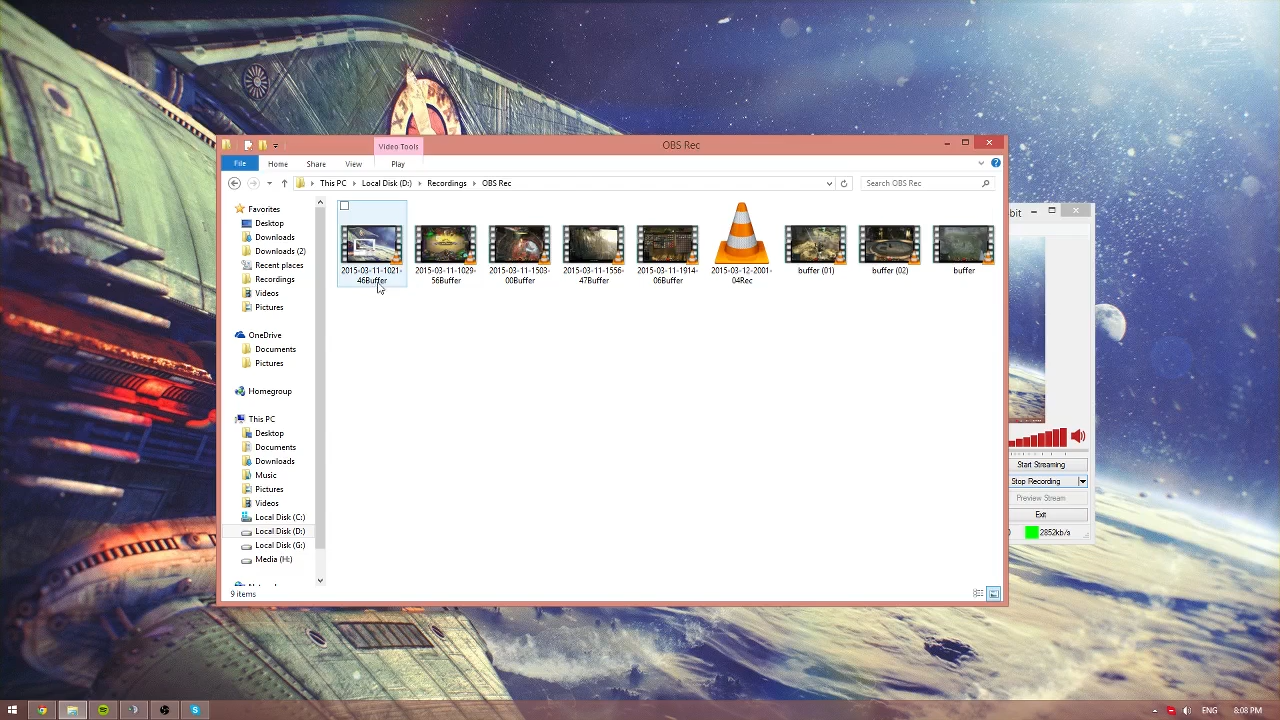 Video Tools
OBS Rec
File
Home
Share
View
Play
This PC
Local Disk (D:)
Recordings
OBS Rec
Search OBS Rec
bit
Favorites
Desktop
Downloads
Downloads (2)
Recent places
Recordings
Videos
Pictures
OneDrive
Documents
Pictures
Homegroup
This PC
Desktop
Documents
Downloads
Music
Pictures
Videos
Local Disk (C:)
Local Disk (D:)
Local Disk (G:)
Media (H:)
46Buffer
2015-03-11-1029-
56Buffer
2015-03-11-1503-
00Buffer
2015-03-11-1556-
47Buffer
2015-03-11-1914-
06Buffer
2015-03-12-2001-
04Rec
buffer (01)
buffer (02)
buffer
Start Streaming
Stop Recording
Preview Stream
Exit
2852kb/s
9 items
ENG
8:08 PM